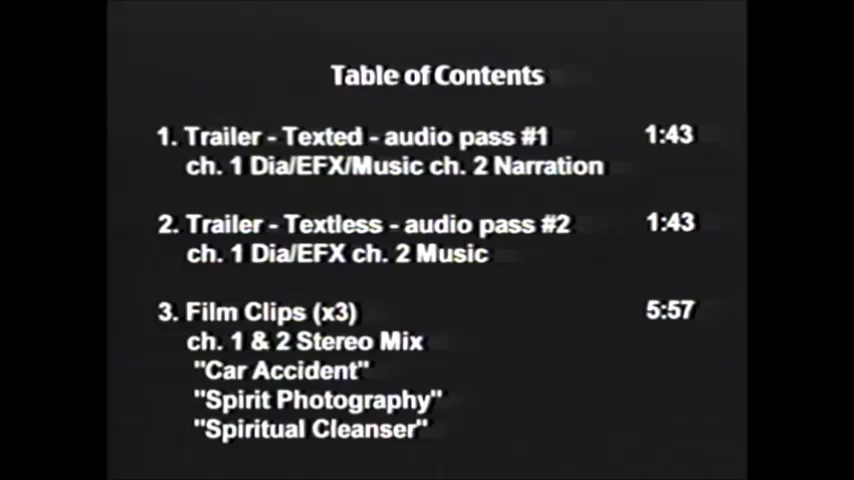 Table of Contents
1. Trailer - Texted - audio pass #1 1:43
ch. 1 Dia/EFX/Music ch. 2 Narration
2. Trailer - Textless - audio pass #2 1:43
ch. 1 Dia/EFX ch. 2 Music
3. Film Clips (x3) 5:57
ch. 1 & 2 Stereo Mix
"Car Accident"
"Spirit Photography"
"Spiritual Cleanser"